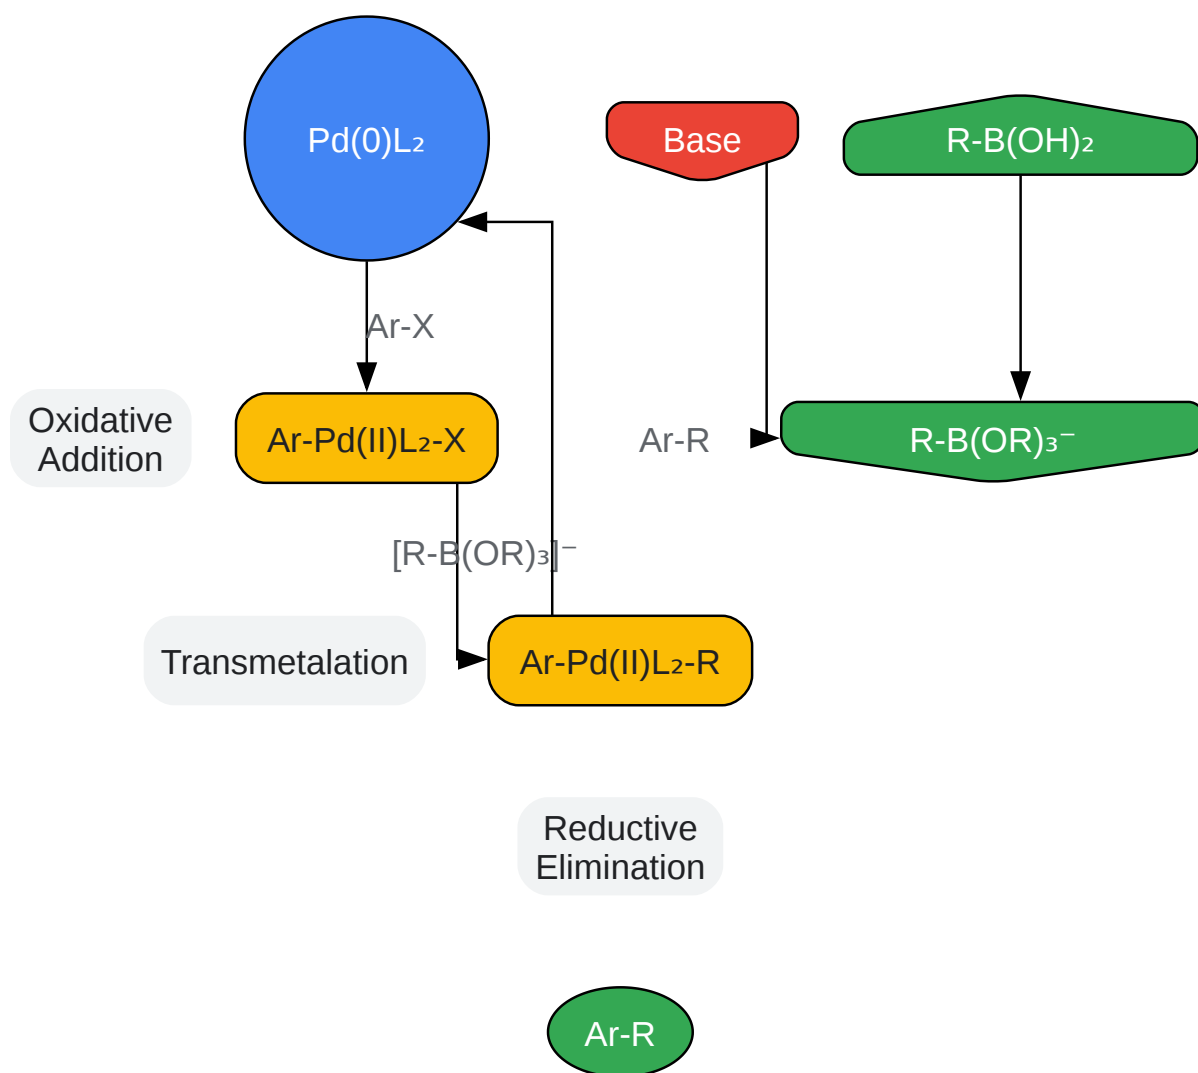 Pd(0)L₂
Base
R-B(OH)₂
Ar-X
Oxidative
Addition
Ar-Pd(II)L₂-X
Ar-R
R-B(OR)₃⁻
[R-B(OR)₃]⁻
Transmetalation
Ar-Pd(II)L₂-R
Reductive
Elimination
Ar-R